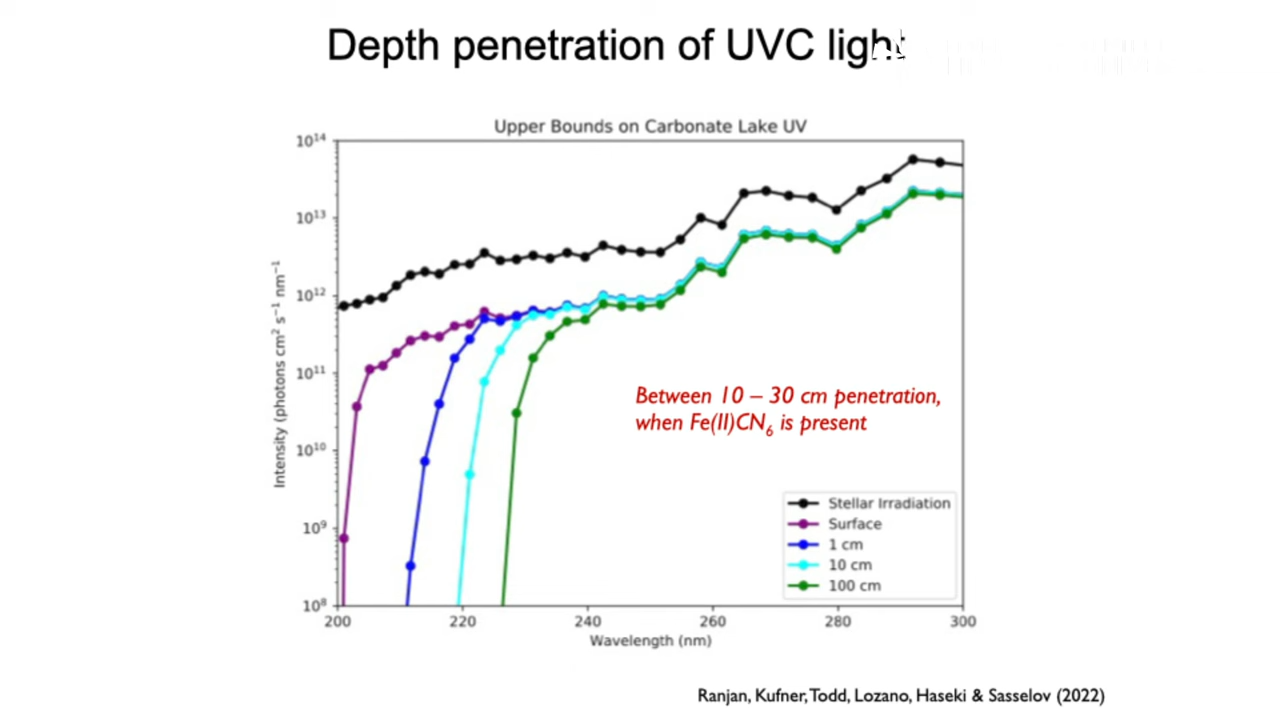 Depth penetration of UVC light
Upper Bounds on Carbonate Lake UV
10¹⁴
10¹³
10¹²
10¹¹
10¹⁰
10⁹
10⁸
Intensity (photons cm² s⁻¹ nm⁻¹)
Between 10 – 30 cm penetration,
when Fe(II)CN₆ is present
Stellar Irradiation
Surface
1 cm
10 cm
100 cm
200 220 240 260 280 300
Wavelength (nm)
Ranjan, Kufner, Todd, Lozano, Haseki & Sasselov (2022)